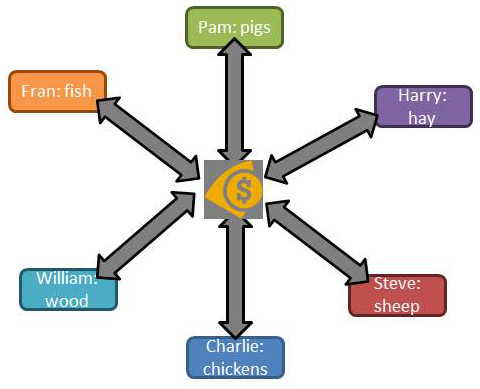 Pam: pigs
Fran: fish
Harry:
hay
$
William:
wood
Steve:
sheep
Charlie:
chickens